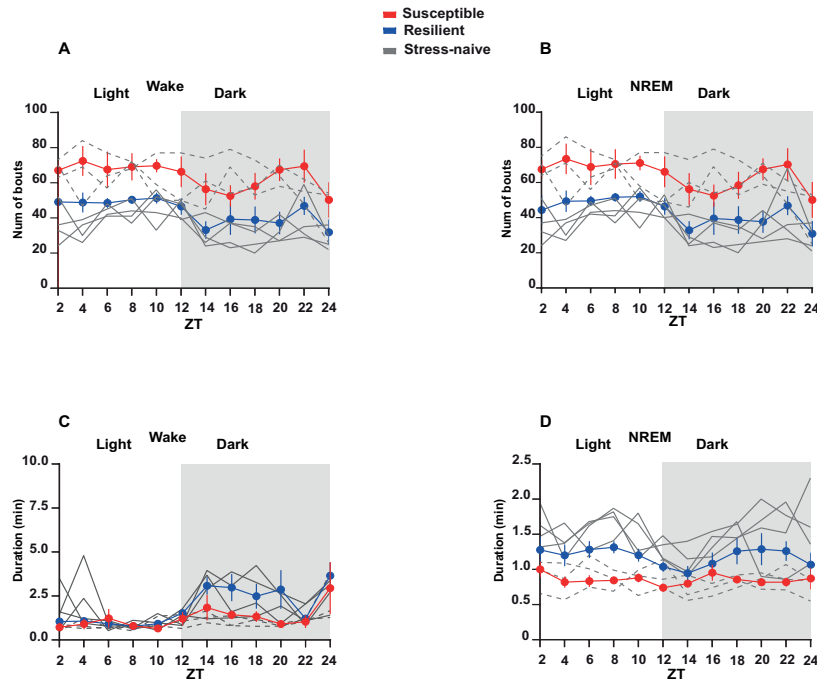 Susceptible
Resilient
Stress-naive
A
Wake
Light Dark
Num of bouts
100
80
60
40
20
0
2 4 6 8 10 12 14 16 18 20 22 24
ZT
B
NREM
Light Dark
Num of bouts
100
80
60
40
20
0
2 4 6 8 10 12 14 16 18 20 22 24
ZT
C
Wake
Light Dark
Duration (min)
10.0
7.5
5.0
2.5
0.0
2 4 6 8 10 12 14 16 18 20 22 24
ZT
D
NREM
Light Dark
Duration (min)
2.5
2.0
1.5
1.0
0.5
0
2 4 6 8 10 12 14 16 18 20 22 24
ZT